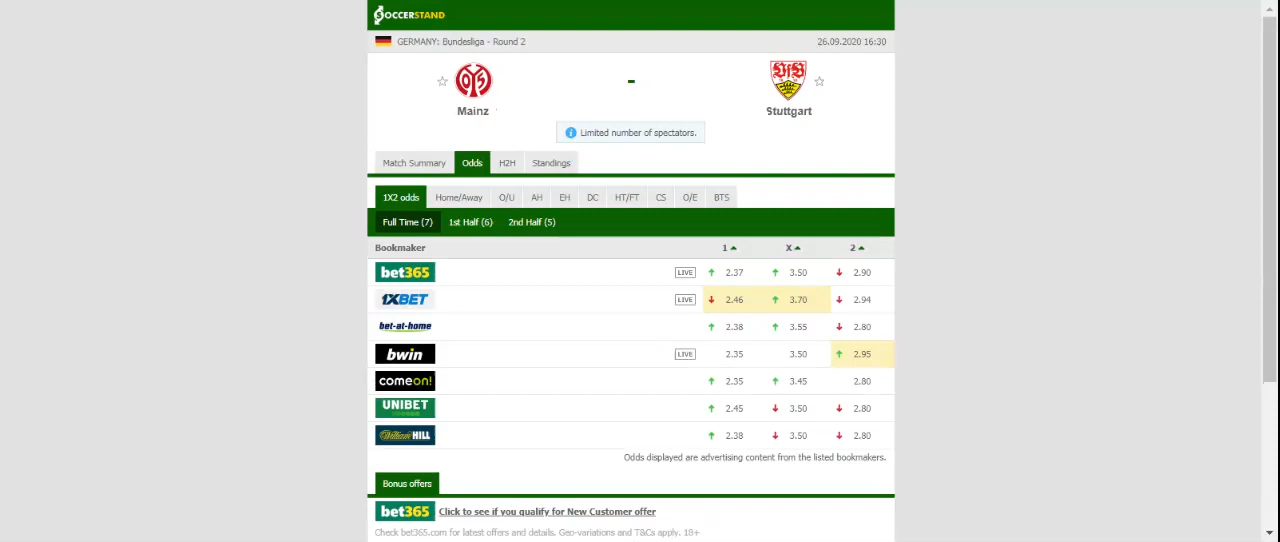 SOCCERSTAND
GERMANY: Bundesliga - Round 2 26.09.2020 16:30
-
Mainz Stuttgart
Limited number of spectators.
Match Summary Odds H2H Standings
1X2 odds Home/Away O/U AH EH DC HT/FT CS O/E BTS
Full Time (7) 1st Half (6) 2nd Half (5)
Bookmaker 1 X 2
bet365 LIVE 2.37 3.50 2.90
1XBET LIVE 2.46 3.70 2.94
bet-at-home 2.38 3.55 2.80
bwin LIVE 2.35 3.50 2.95
comeon! 2.35 3.45 2.80
UNIBET 2.45 3.50 2.80
William HILL 2.38 3.50 2.80
Odds displayed are advertising content from the listed bookmakers.
Bonus offers
bet365 Click to see if you qualify for New Customer offer
Check bet365.com for latest offers and details. Geo-variations and T&Cs apply. 18+